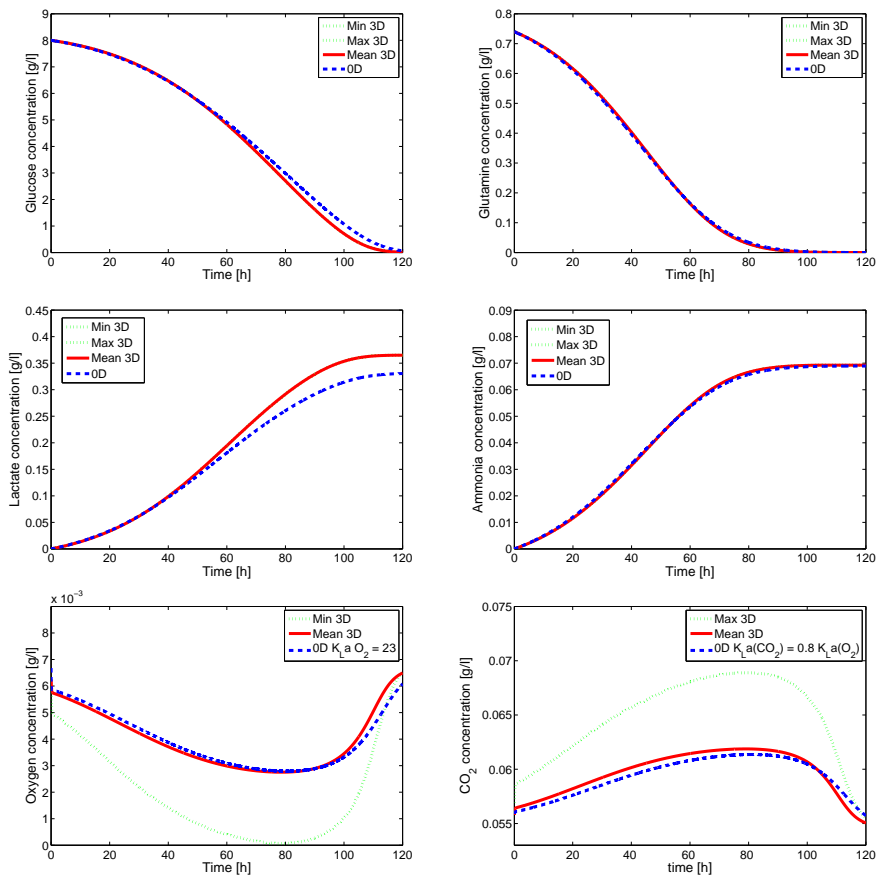 Min 3D
Max 3D
Mean 3D
0D
Glucose concentration [g/l]
8
7
6
5
4
3
2
1
0
0 20 40 60 80 100 120
Time [h]
Min 3D
Max 3D
Mean 3D
0D
Glutamine concentration [g/l]
0.8
0.7
0.6
0.5
0.4
0.3
0.2
0.1
0
0 20 40 60 80 100 120
Time [h]
Min 3D
Max 3D
Mean 3D
0D
Lactate concentration [g/l]
0.45
0.4
0.35
0.3
0.25
0.2
0.15
0.1
0.05
0
0 20 40 60 80 100 120
Time [h]
Min 3D
Max 3D
Mean 3D
0D
Ammonia concentration [g/l]
0.09
0.08
0.07
0.06
0.05
0.04
0.03
0.02
0.01
0
0 20 40 60 80 100 120
Time [h]
x 10⁻³
Min 3D
Mean 3D
0D K_L a O₂ = 23
Oxygen concentration [g/l]
8
7
6
5
4
3
2
1
0
0 20 40 60 80 100 120
Time [h]
Max 3D
Mean 3D
0D K_L a(CO₂) = 0.8 K_L a(O₂)
CO₂ concentration [g/l]
0.075
0.07
0.065
0.06
0.055
0 20 40 60 80 100 120
time [h]